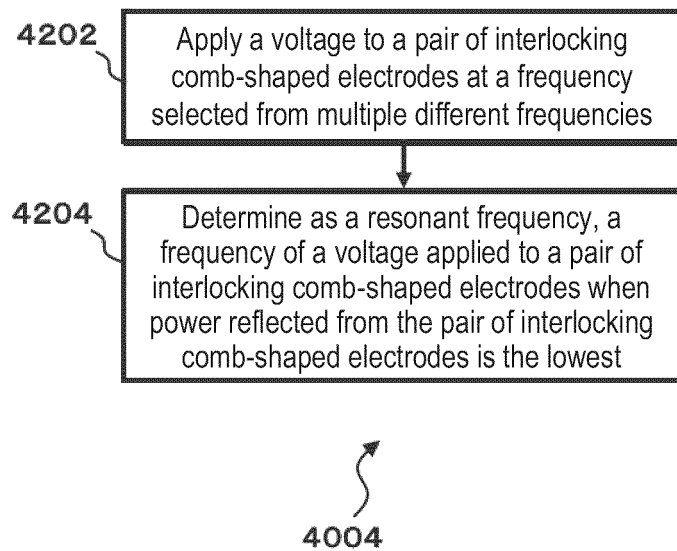 4202
Apply a voltage to a pair of interlocking
comb-shaped electrodes at a frequency
selected from multiple different frequencies
4204
Determine as a resonant frequency, a
frequency of a voltage applied to a pair of
interlocking comb-shaped electrodes when
power reflected from the pair of interlocking
comb-shaped electrodes is the lowest
4004